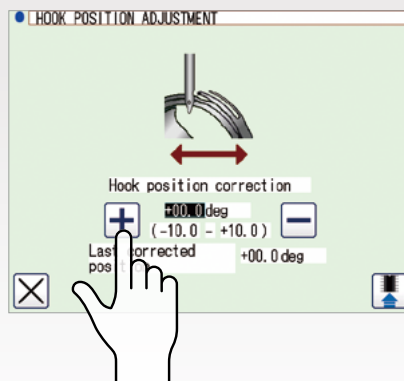 HOOK POSITION ADJUSTMENT
Hook position correction
+00.0deg
(-10.0 - +10.0)
Last corrected +00.0deg